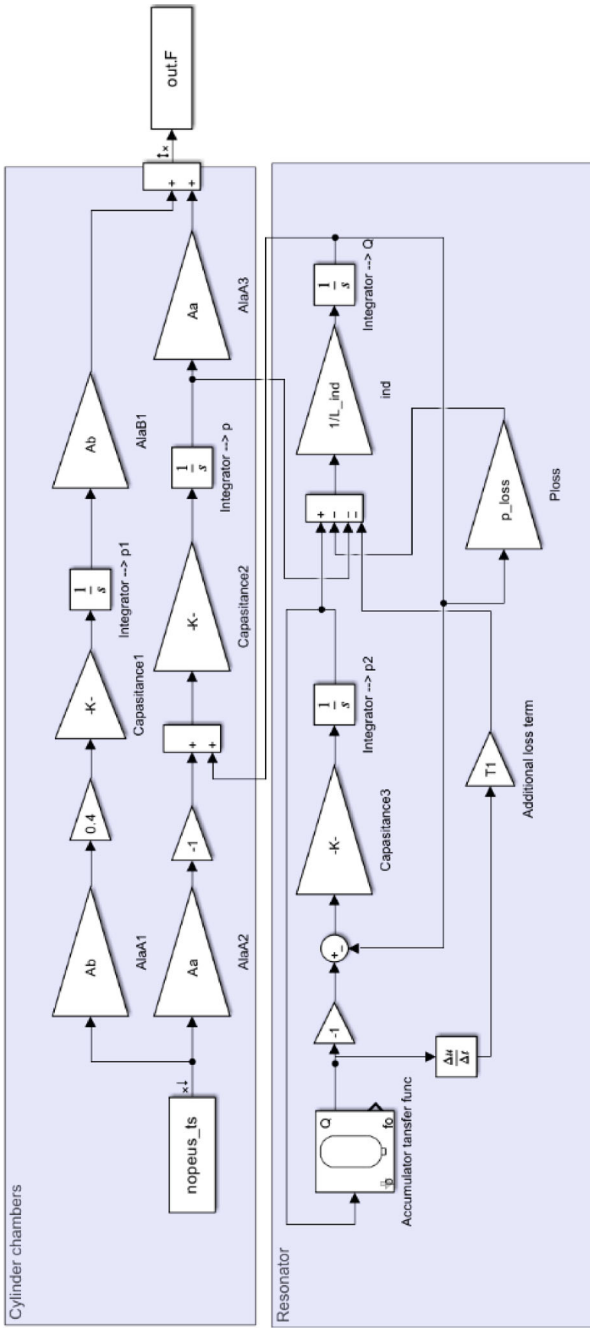 Cylinder chambers
nopeus_ts
Ab
AlaA1
0.4
-K-
Capasitance1
1
s
Integrator --> p1
Ab
AlaB1
+
+
out.F
Aa
AlaA2
-1
+
+
-K-
Capasitance2
1
s
Integrator --> p
Aa
AlaA3
Resonator
Q
fo
p
Accumulator tansfer func
-1
+
-
-K-
Capasitance3
1
s
Integrator --> p2
+
-
-
-
1/L_ind
ind
1
s
Integrator --> Q
Δu
Δt
T1
Additional loss term
p_loss
Ploss